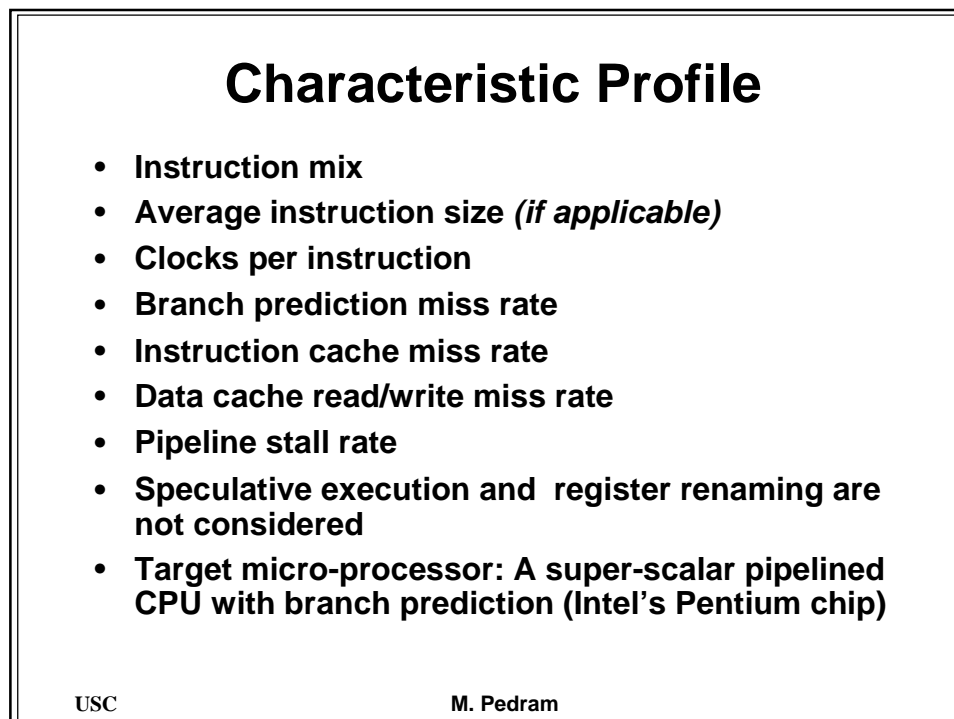 Characteristic Profile
• Instruction mix
• Average instruction size (if applicable)
• Clocks per instruction
• Branch prediction miss rate
• Instruction cache miss rate
• Data cache read/write miss rate
• Pipeline stall rate
• Speculative execution and register renaming are
not considered
• Target micro-processor: A super-scalar pipelined
CPU with branch prediction (Intel's Pentium chip)
USC M. Pedram